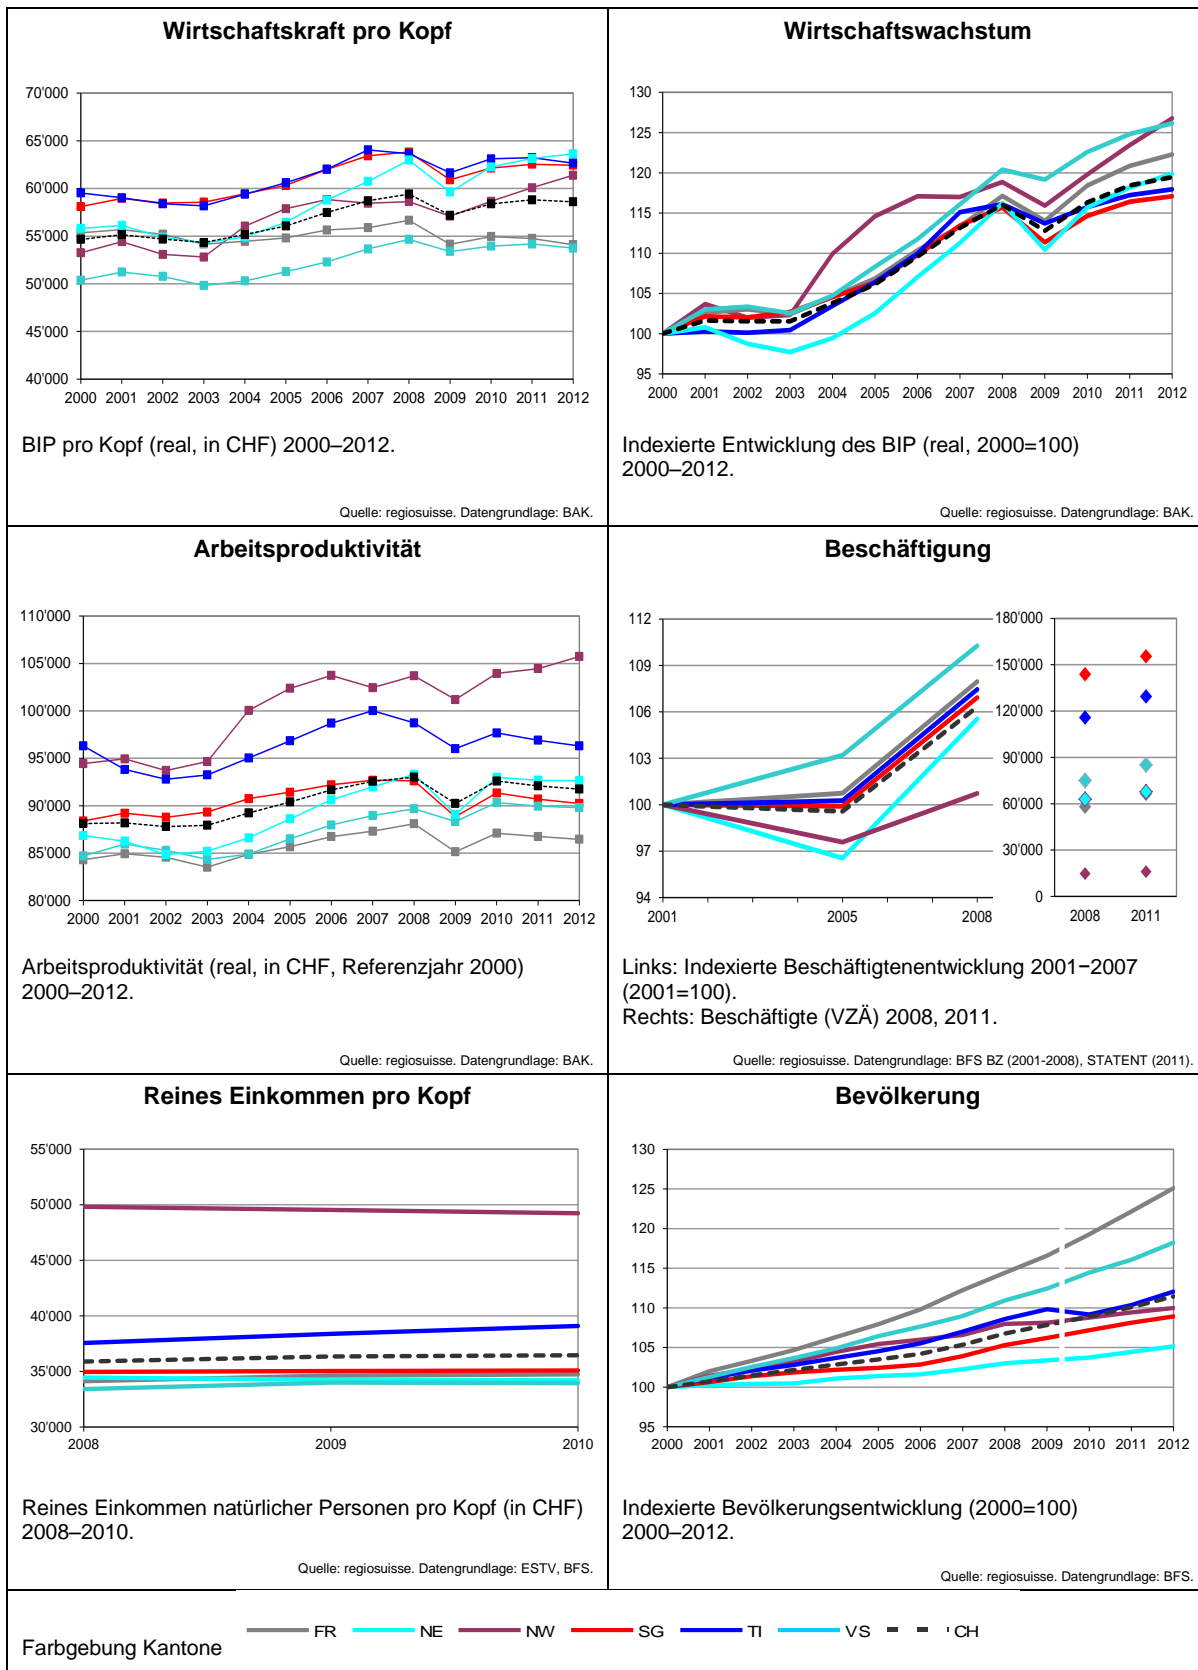 Wirtschaftskraft pro Kopf
70'000
65'000
60'000
55'000
50'000
45'000
40'000
2000 2001 2002 2003 2004 2005 2006 2007 2008 2009 2010 2011 2012
BIP pro Kopf (real, in CHF) 2000–2012.
Quelle: regiosuisse. Datengrundlage: BAK.
Wirtschaftswachstum
130
125
120
115
110
105
100
95
2000 2001 2002 2003 2004 2005 2006 2007 2008 2009 2010 2011 2012
Indexierte Entwicklung des BIP (real, 2000=100)
2000–2012.
Quelle: regiosuisse. Datengrundlage: BAK.
Arbeitsproduktivität
110'000
105'000
100'000
95'000
90'000
85'000
80'000
2000 2001 2002 2003 2004 2005 2006 2007 2008 2009 2010 2011 2012
Arbeitsproduktivität (real, in CHF, Referenzjahr 2000)
2000–2012.
Quelle: regiosuisse. Datengrundlage: BAK.
Beschäftigung
112
109
106
103
100
97
94
2001 2005 2008
180'000
150'000
120'000
90'000
60'000
30'000
0
2008 2011
Links: Indexierte Beschäftigtenentwicklung 2001−2007
(2001=100).
Rechts: Beschäftigte (VZÄ) 2008, 2011.
Quelle: regiosuisse. Datengrundlage: BFS BZ (2001-2008), STATENT (2011).
Reines Einkommen pro Kopf
55'000
50'000
45'000
40'000
35'000
30'000
2008 2009 2010
Reines Einkommen natürlicher Personen pro Kopf (in CHF)
2008–2010.
Quelle: regiosuisse. Datengrundlage: ESTV, BFS.
Bevölkerung
130
125
120
115
110
105
100
95
2000 2001 2002 2003 2004 2005 2006 2007 2008 2009 2010 2011 2012
Indexierte Bevölkerungsentwicklung (2000=100)
2000–2012.
Quelle: regiosuisse. Datengrundlage: BFS.
Farbgebung Kantone
FR NE NW SG TI VS CH